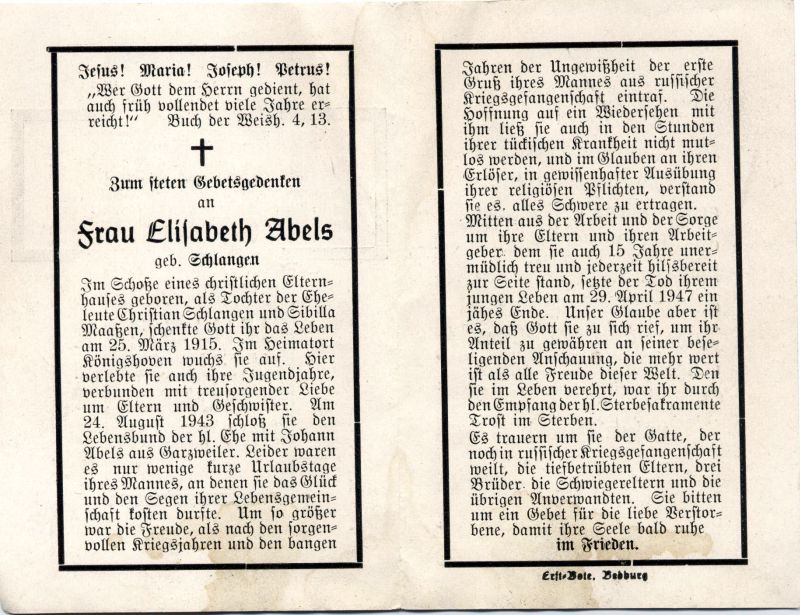 Jesus! Maria! Joseph! Petrus!
„Wer Gott dem Herrn gedient, hat
auch früh vollendet viele Jahre er-
reicht!“ Buch der Weish. 4, 13.
Zum steten Gebetsgedenken
an
Frau Elisabeth Abels
geb. Schlangen
Im Schoße eines christlichen Eltern-
hauses geboren, als Tochter der Ehe-
leute Christian Schlangen und Sibilla
Maaßen, schenkte Gott ihr das Leben
am 25. März 1915. Im Heimatort
Königshoven wuchs sie auf. Hier
verlebte sie auch ihre Jugendjahre,
verbunden mit treusorgender Liebe
um Eltern und Geschwister. Am
24. August 1943 schloß sie den
Lebensbund der hl. Ehe mit Johann
Abels aus Garzweiler. Leider waren
es nur wenige kurze Urlaubstage
ihres Mannes, an denen sie das Glück
und den Segen ihrer Lebensgemein-
schaft kosten durfte. Um so größer
war die Freude, als nach den sorgen-
vollen Kriegsjahren und den bangen
Jahren der Ungewißheit der erste
Gruß ihres Mannes aus russischer
Kriegsgefangenschaft eintraf. Die
Hoffnung auf ein Wiedersehen mit
ihm ließ sie auch in den Stunden
ihrer tückischen Krankheit nicht mut-
los werden, und im Glauben an ihren
Erlöser, in gewissenhafter Ausübung
ihrer religiösen Pflichten, verstand
sie es. alles Schwere zu ertragen.
Mitten aus der Arbeit und der Sorge
um ihre Eltern und ihren Arbeit-
geber dem sie auch 15 Jahre uner-
müdlich treu und jederzeit hilfsbereit
zur Seite stand, setzte der Tod ihrem
jungen Leben am 29. April 1947 ein
jähes Ende. Unser Glaube aber ist
es, daß Gott sie zu sich rief, um ihr
Anteil zu gewähren an seiner bese-
ligenden Anschauung, die mehr wert
ist als alle Freude dieser Welt. Den
sie im Leben verehrt, war ihr durch
den Empfang der hl. Sterbesakramente
Trost im Sterben.
Es trauern um sie der Gatte, der
noch in russischer Kriegsgefangenschaft
weilt, die tiefbetrübten Eltern, drei
Brüder. die Schwiegereltern und die
übrigen Anverwandten. Sie bitten
um ein Gebet für die liebe Verstor-
bene, damit ihre Seele bald ruhe
im Frieden.
Erft-Bote, Bedburg